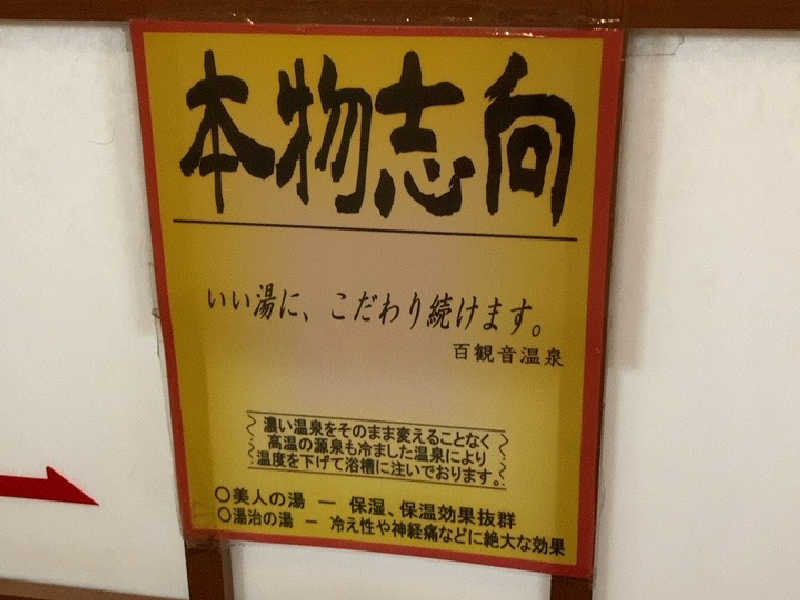 本物志向
いい湯に、こだわり続けます。
百観音温泉
濃い温泉をそのまま変えることなく
高温の源泉も冷ました温泉により
温度を下げて浴槽に注いでおります。
○美人の湯 ー 保湿、保温効果抜群
○湯治の湯 ー 冷え性や神経痛などに絶大な効果